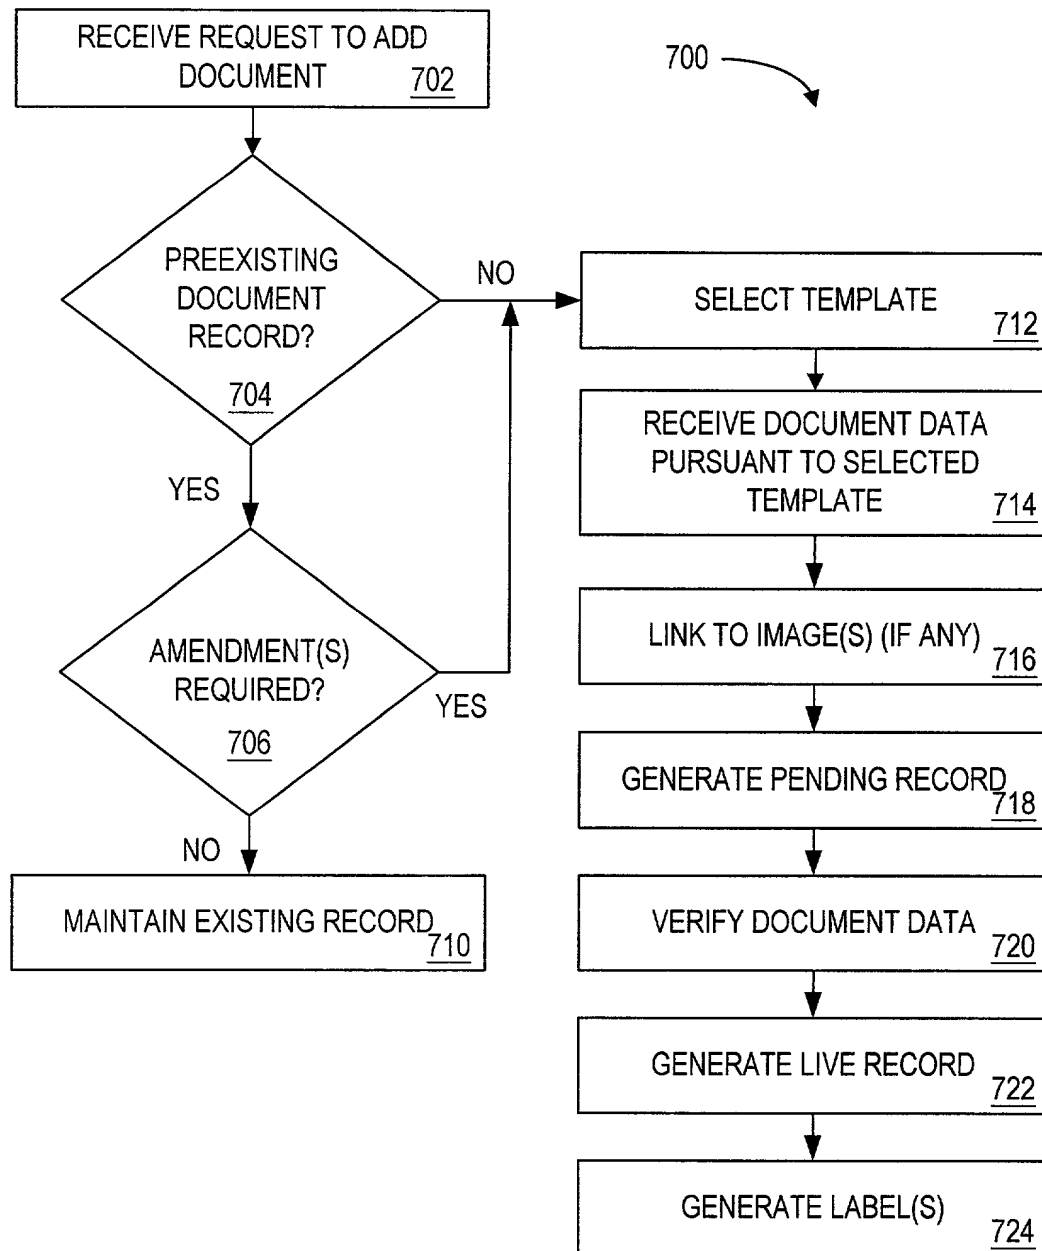 RECEIVE REQUEST TO ADD
DOCUMENT
702
700
PREEXISTING
DOCUMENT
RECORD?
704
NO
YES
AMENDMENT(S)
REQUIRED?
706
YES
NO
MAINTAIN EXISTING RECORD
710
SELECT TEMPLATE
712
RECEIVE DOCUMENT DATA
PURSUANT TO SELECTED
TEMPLATE
714
LINK TO IMAGE(S) (IF ANY)
716
GENERATE PENDING RECORD
718
VERIFY DOCUMENT DATA
720
GENERATE LIVE RECORD
722
GENERATE LABEL(S)
724